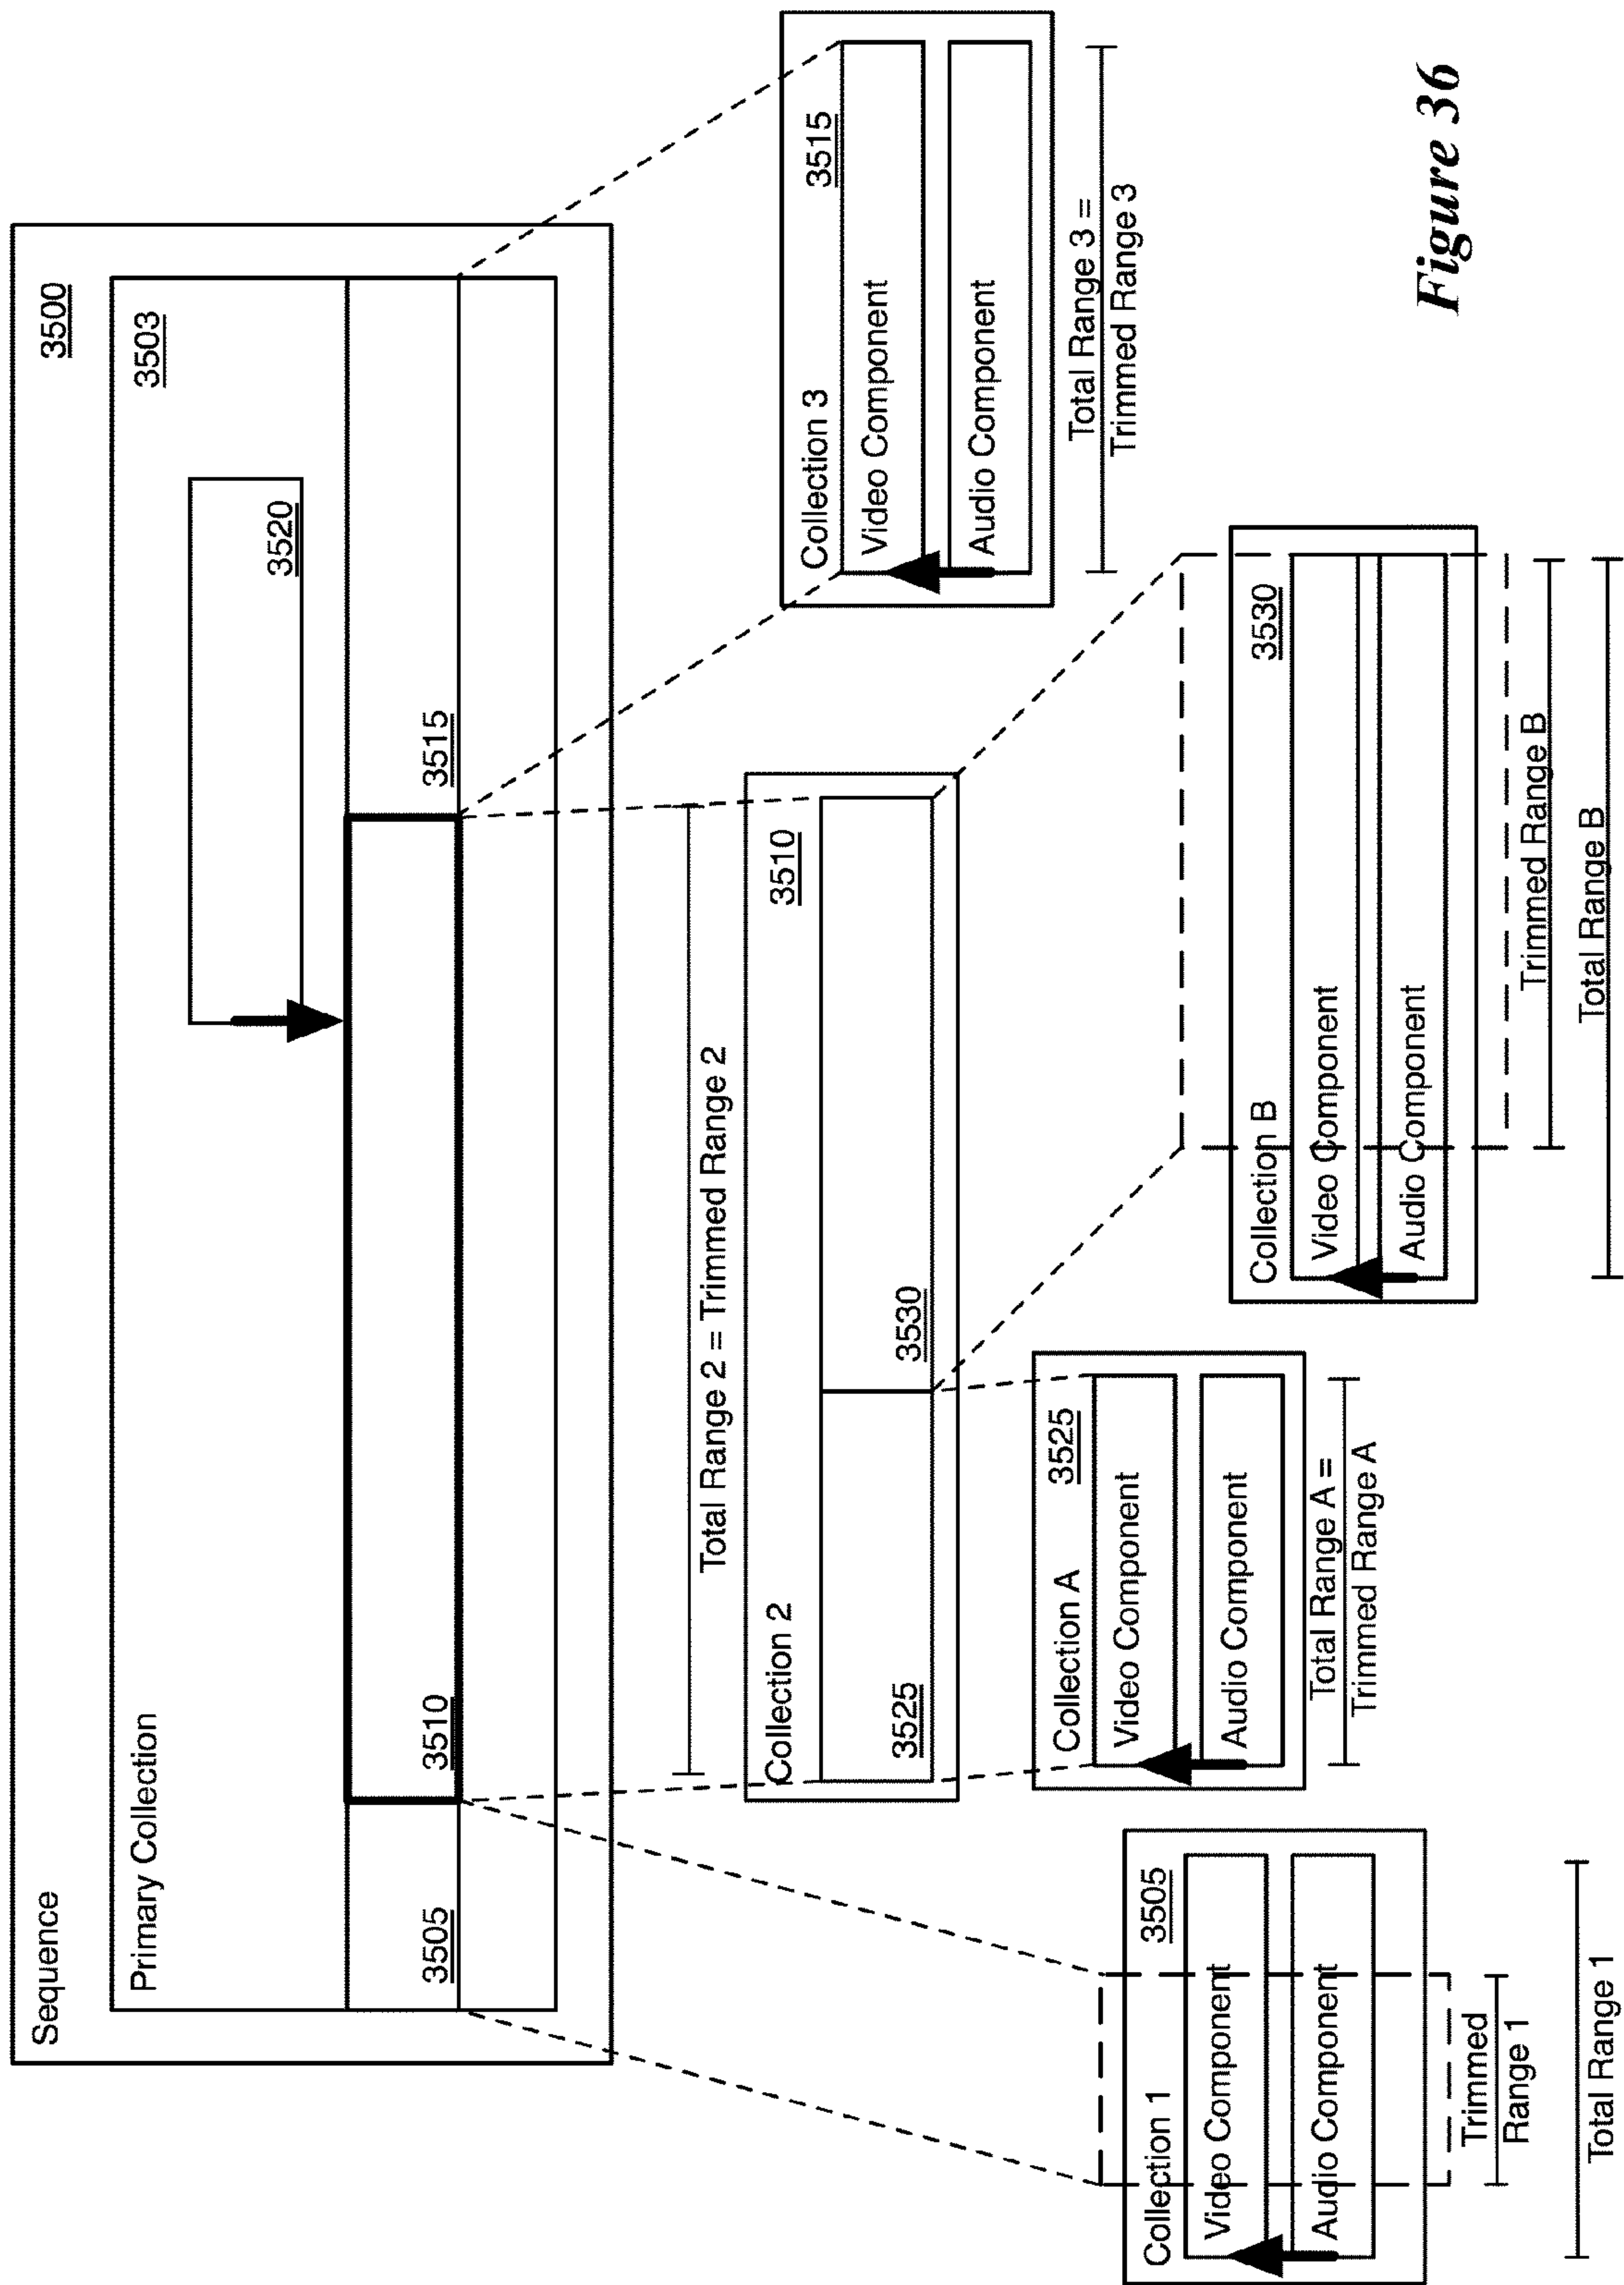 Sequence
3500
Primary Collection
3503
3520
3505
3510
3515
Total Range 2 = Trimmed Range 2
Collection 2
3510
3525
3530
Collection 3
3515
Video Component
Audio Component
Total Range 3 =
Trimmed Range 3
Collection 1
3505
Video Component
Audio Component
Trimmed
Range 1
Total Range 1
Collection A
3525
Video Component
Audio Component
Total Range A =
Trimmed Range A
Collection B
3530
Video Component
Audio Component
Trimmed Range B
Total Range B
Figure 36